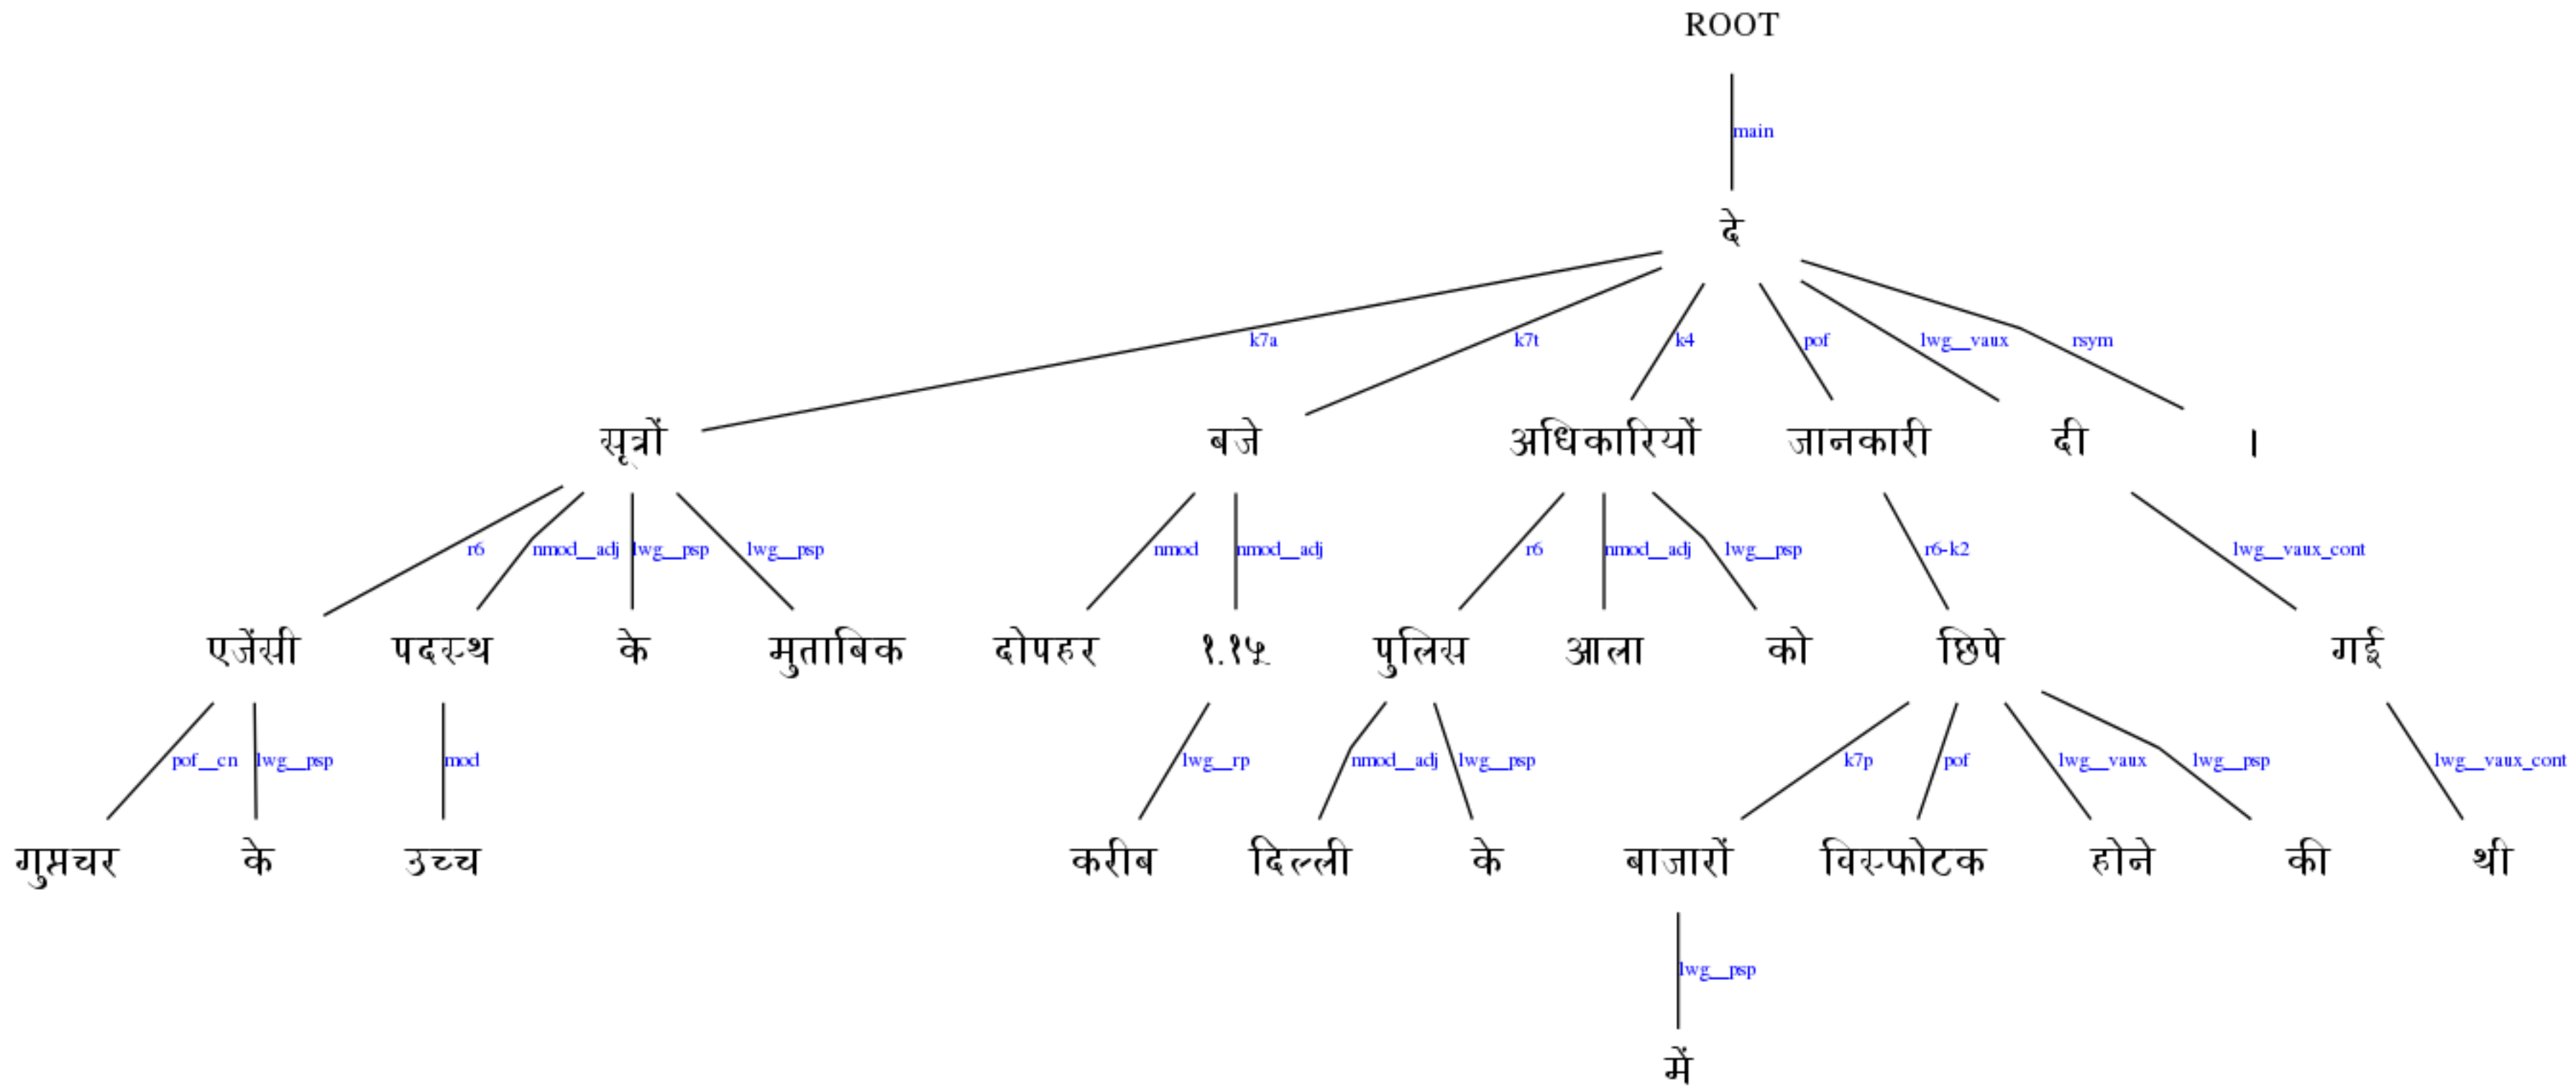 ROOT
main
दे
k7a k7t k4 pof lwg__vaux rsym
सूत्रों बजे अधिकारियों जानकारी दी ।
r6 nmod__adj lwg__psp lwg__psp nmod nmod__adj r6 nmod__adj lwg__psp r6-k2 lwg__vaux_cont
एजेंसी पदस्थ के मुताबिक दोपहर १.१५ पुलिस आला को छिपे गई
pof__cn lwg__psp mod lwg__rp nmod__adj lwg__psp k7p pof lwg__vaux lwg__psp lwg__vaux_cont
गुप्तचर के उच्च करीब दिल्ली के बाजारों विस्फोटक होने की थी
lwg__psp
में